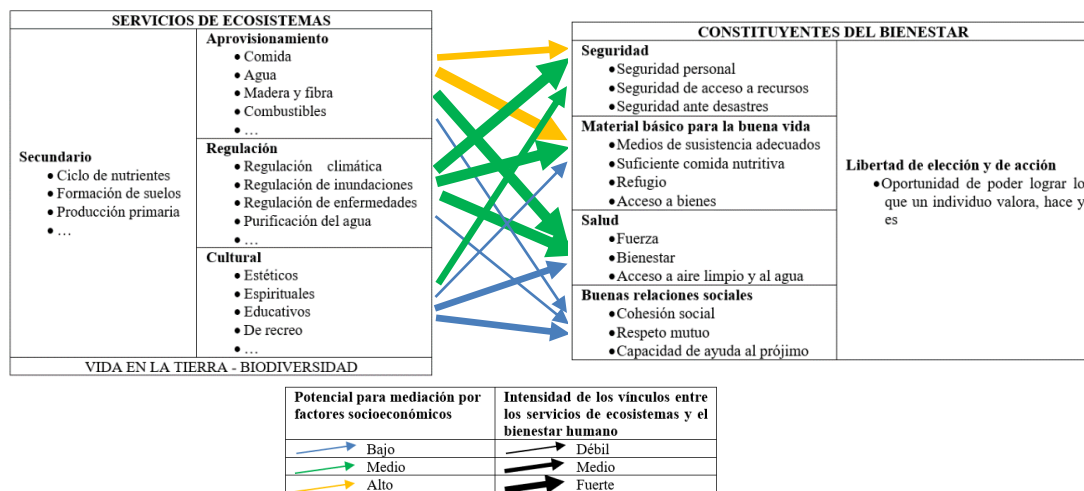 SERVICIOS DE ECOSISTEMAS
Secundario
• Ciclo de nutrientes
• Formación de suelos
• Producción primaria
• …
Aprovisionamiento
• Comida
• Agua
• Madera y fibra
• Combustibles
• …
Regulación
• Regulación climática
• Regulación de inundaciones
• Regulación de enfermedades
• Purificación del agua
• …
Cultural
• Estéticos
• Espirituales
• Educativos
• De recreo
• …
VIDA EN LA TIERRA - BIODIVERSIDAD
CONSTITUYENTES DEL BIENESTAR
Seguridad
• Seguridad personal
• Seguridad de acceso a recursos
• Seguridad ante desastres
Material básico para la buena vida
• Medios de susistencia adecuados
• Suficiente comida nutritiva
• Refugio
• Acceso a bienes
Salud
• Fuerza
• Bienestar
• Acceso a aire limpio y al agua
Buenas relaciones sociales
• Cohesión social
• Respeto mutuo
• Capacidad de ayuda al prójimo
Libertad de elección y de acción
• Oportunidad de poder lograr lo
que un individuo valora, hace y
es
Potencial para mediación por
factores socioeconómicos
Bajo
Medio
Alto
Intensidad de los vínculos entre
los servicios de ecosistemas y el
bienestar humano
Débil
Medio
Fuerte